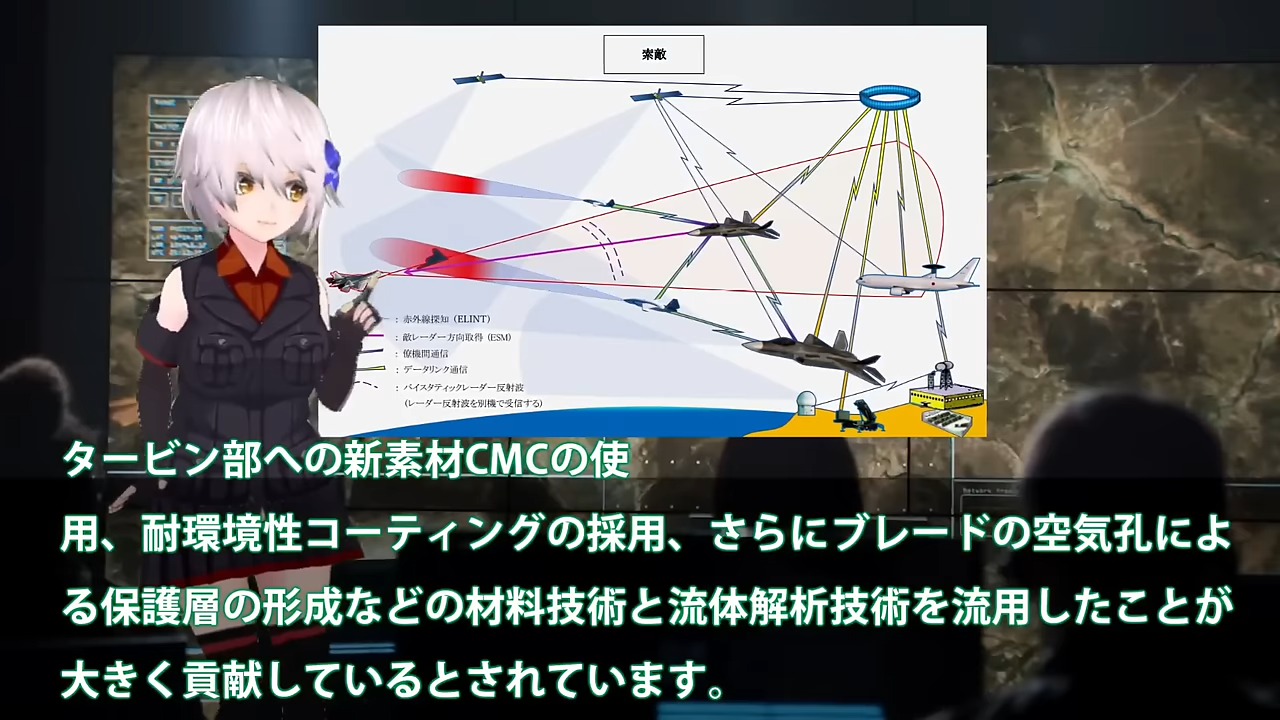 索敵
: 赤外線探知 (ELINT)
: 敵レーダー方向取得 (ESM)
: 僚機間通信
: データリンク通信
: バイスタティックレーダー反射波
(レーダー反射波を別機で受信する)
タービン部への新素材CMCの使
用、耐環境性コーティングの採用、さらにブレードの空気孔によ
る保護層の形成などの材料技術と流体解析技術を流用したことが
大きく貢献しているとされています。